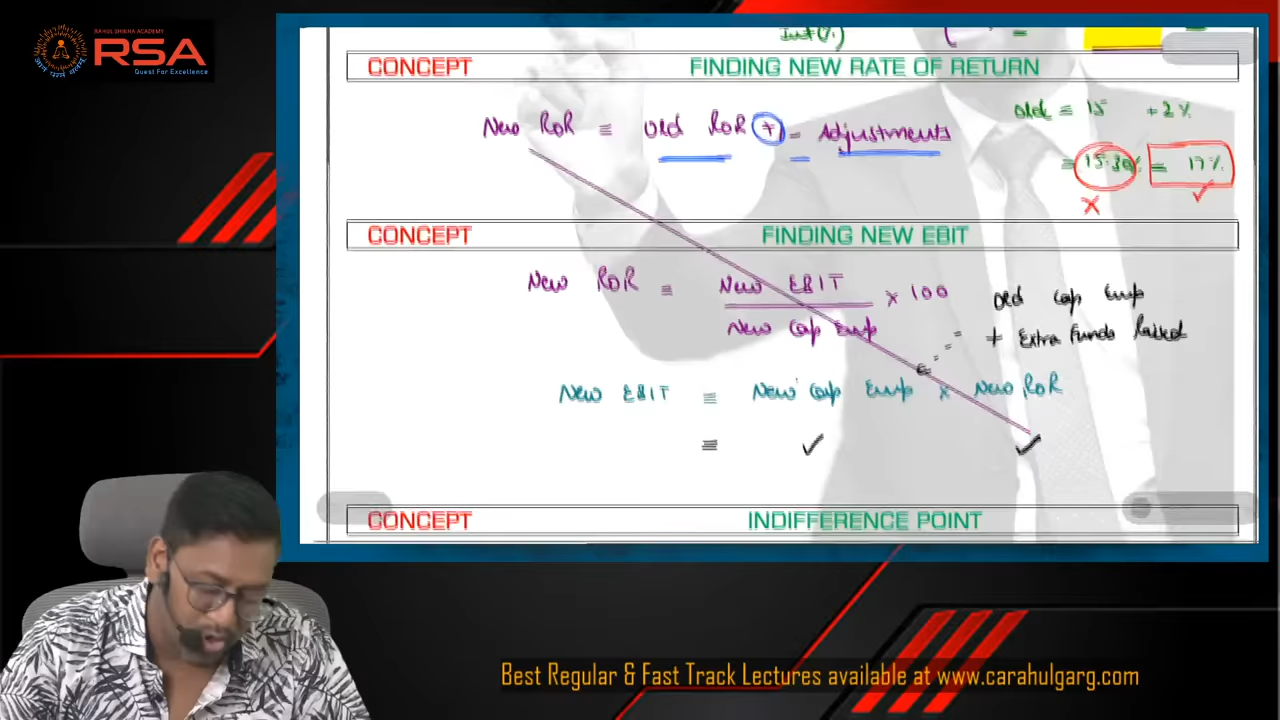 RAHUL SHIKHA ACADEMY
RSA
Quest For Excellence
Int(%)
CONCEPT FINDING NEW RATE OF RETURN
New ROR = Old ROR + - Adjustments
Old = 15 + 2%
= 15.30% = 17%
CONCEPT FINDING NEW EBIT
New ROR = New EBIT / New Cap Emp × 100
Old Cap Emp
+ Extra Funds Raised
New EBIT = New Cap Emp × New ROR
= ✓ ✓
CONCEPT INDIFFERENCE POINT
Best Regular & Fast Track Lectures available at www.carahulgarg.com